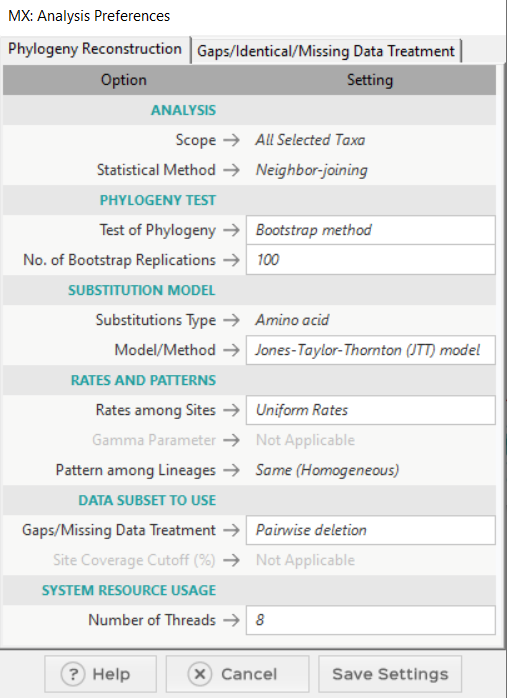 MX: Analysis Preferences
Phylogeny Reconstruction Gaps/Identical/Missing Data Treatment
Option Setting
ANALYSIS
Scope → All Selected Taxa
Statistical Method → Neighbor-joining
PHYLOGENY TEST
Test of Phylogeny → Bootstrap method
No. of Bootstrap Replications → 100
SUBSTITUTION MODEL
Substitutions Type → Amino acid
Model/Method → Jones-Taylor-Thornton (JTT) model
RATES AND PATTERNS
Rates among Sites → Uniform Rates
Gamma Parameter → Not Applicable
Pattern among Lineages → Same (Homogeneous)
DATA SUBSET TO USE
Gaps/Missing Data Treatment → Pairwise deletion
Site Coverage Cutoff (%) → Not Applicable
SYSTEM RESOURCE USAGE
Number of Threads → 8
? Help Cancel Save Settings